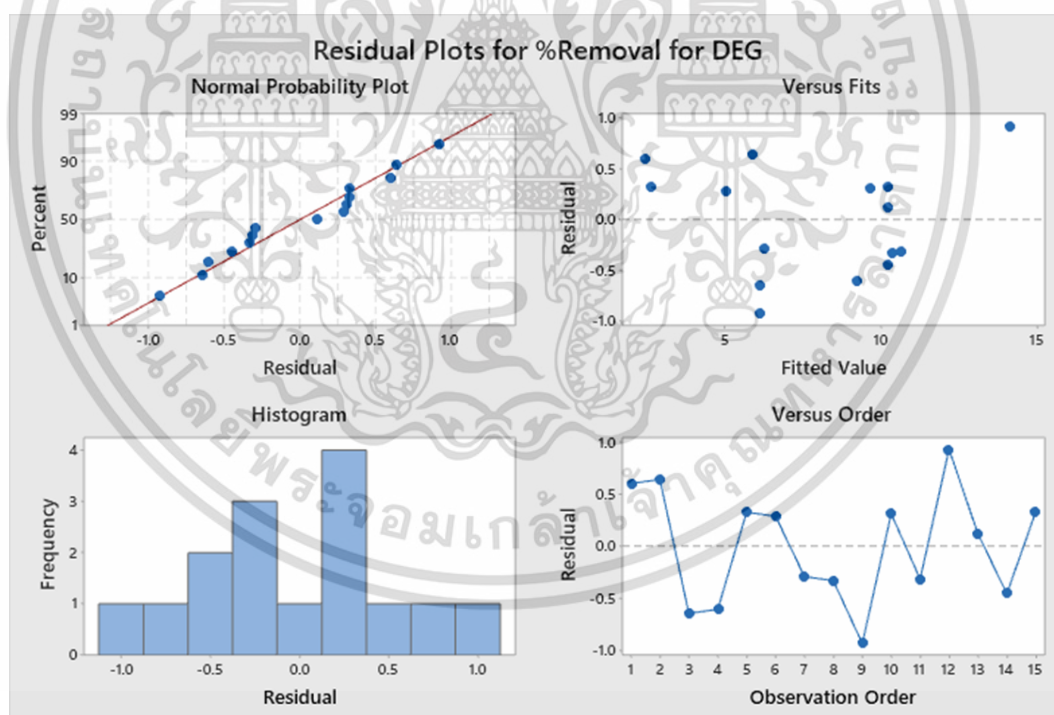 Residual Plots for %Removal for DEG
Normal Probability Plot
99
90
50
10
1
Percent
-1.0 -0.5 0.0 0.5 1.0
Residual
Versus Fits
1.0
0.5
0.0
-0.5
-1.0
Residual
5 10 15
Fitted Value
Histogram
4
3
2
1
0
Frequency
-1.0 -0.5 0.0 0.5 1.0
Residual
Versus Order
1.0
0.5
0.0
-0.5
-1.0
Residual
1 2 3 4 5 6 7 8 9 10 11 12 13 14 15
Observation Order